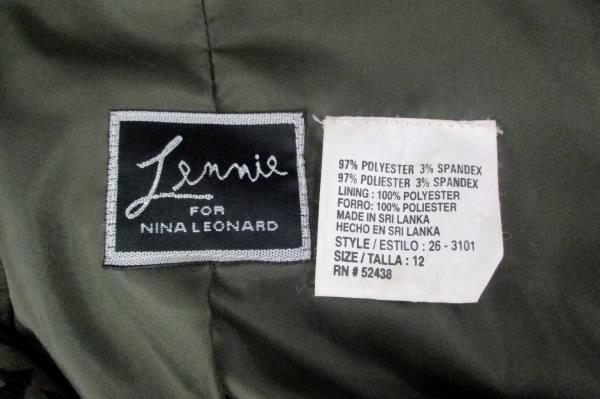 Lennie
FOR
NINA LEONARD
97% POLYESTER 3% SPANDEX
97% POLIESTER 3% SPANDEX
LINING : 100% POLYESTER
FORRO: 100% POLIESTER
MADE IN SRI LANKA
HECHO EN SRI LANKA
STYLE / ESTILO : 26 - 3101
SIZE / TALLA : 12
RN # 52438